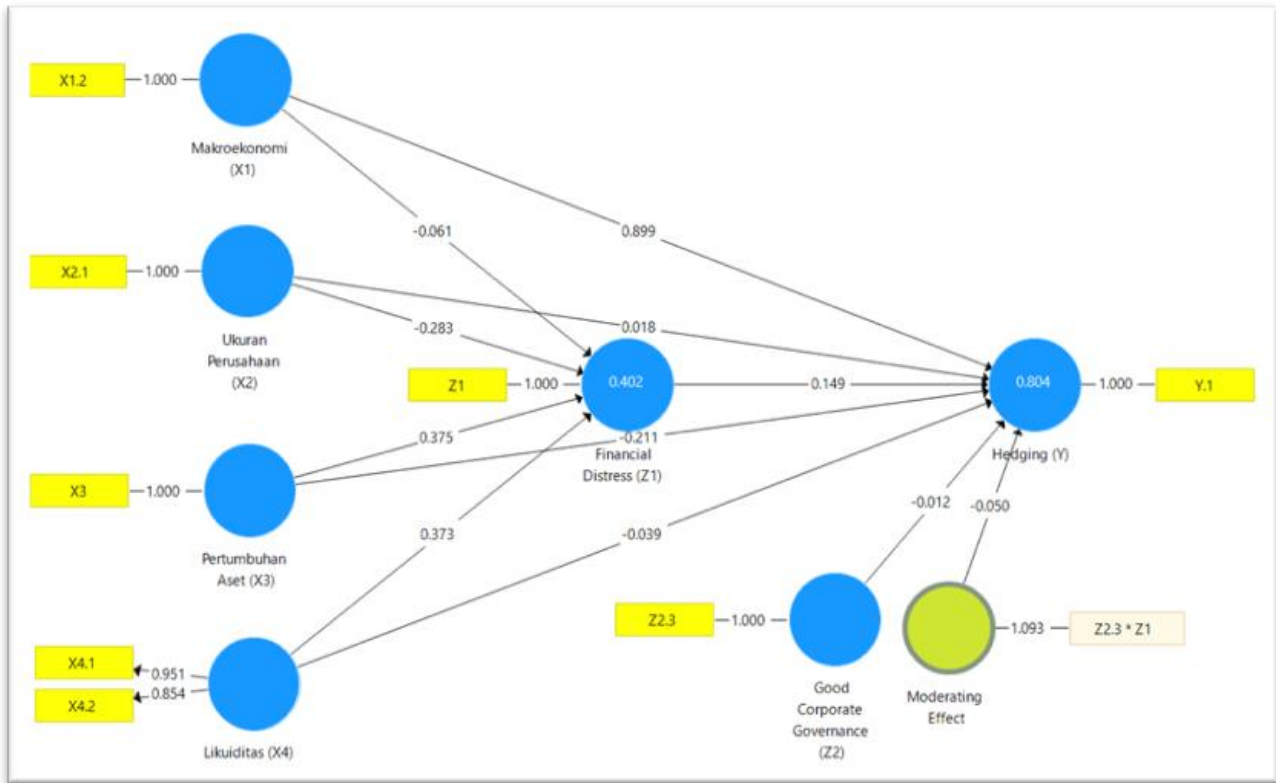 X1.2
1.000
Makroekonomi
(X1)
-0.061
0.899
X2.1
1.000
Ukuran
Perusahaan
(X2)
-0.283
0.018
Z1
1.000
0.402
0.149
0.804
1.000
Y.1
Financial
Distress (Z1)
Hedging (Y)
X3
1.000
0.375
-0.211
Pertumbuhan
Aset (X3)
0.373
-0.039
-0.012
-0.050
X4.1
0.951
X4.2
0.854
Likuiditas (X4)
Z2.3
1.000
Good
Corporate
Governance
(Z2)
Moderating
Effect
1.093
Z2.3 * Z1